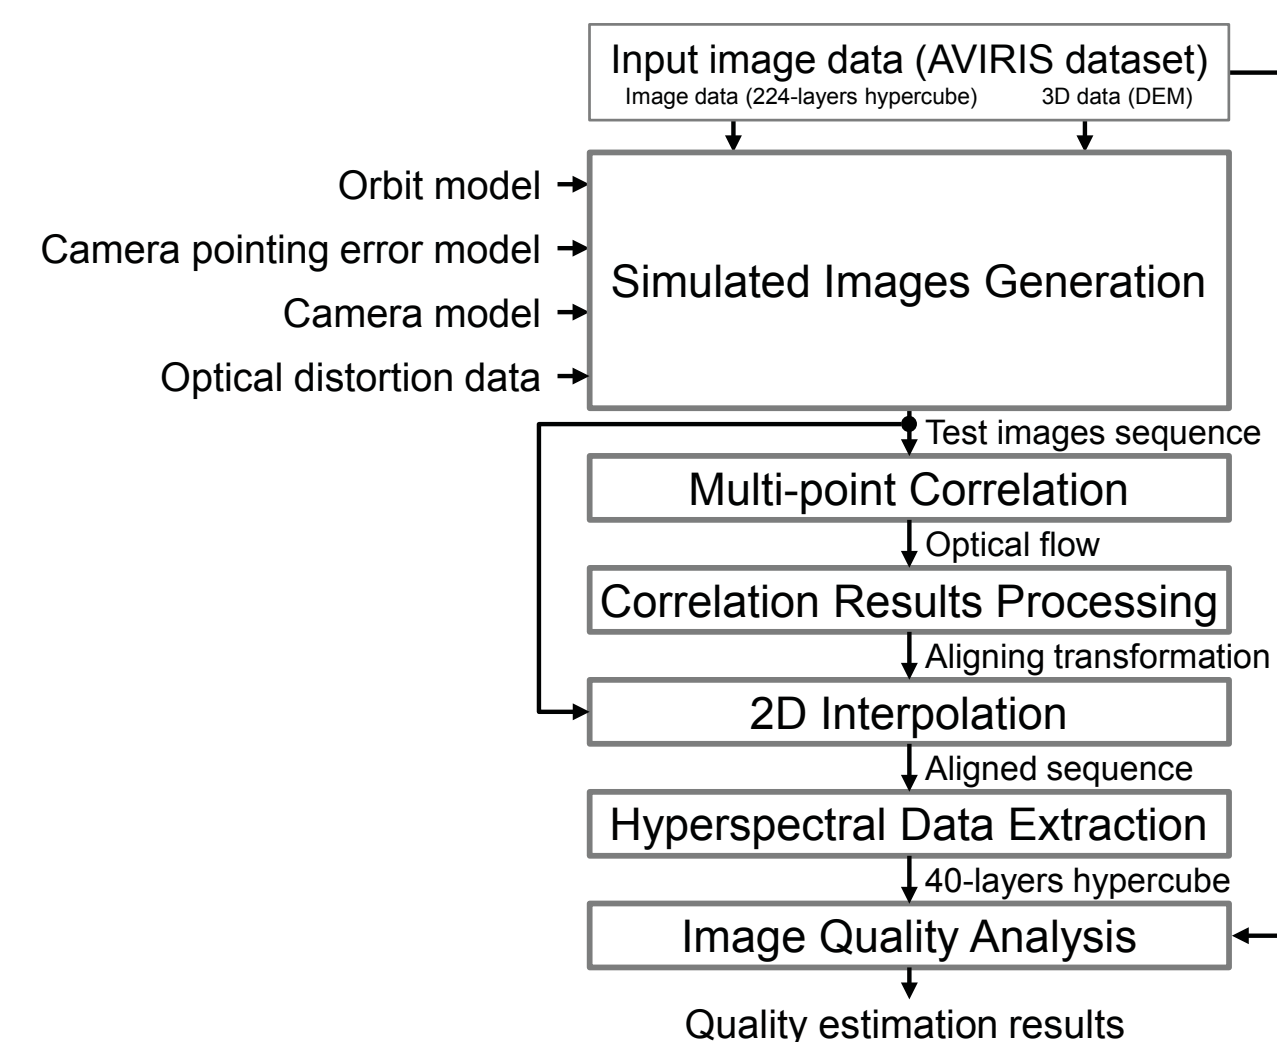 Input image data (AVIRIS dataset)
Image data (224-layers hypercube) 3D data (DEM)
Orbit model
Camera pointing error model
Simulated Images Generation
Camera model
Optical distortion data
Test images sequence
Multi-point Correlation
Optical flow
Correlation Results Processing
Aligning transformation
2D Interpolation
Aligned sequence
Hyperspectral Data Extraction
40-layers hypercube
Image Quality Analysis
Quality estimation results